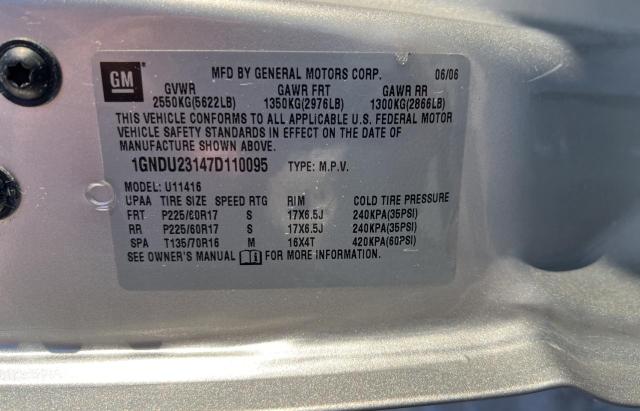 GM
MFD BY GENERAL MOTORS CORP. 06/06
GVWR GAWR FRT GAWR RR
2550KG(5622LB) 1350KG(2976LB) 1300KG(2866LB)
THIS VEHICLE CONFORMS TO ALL APPLICABLE U.S. FEDERAL MOTOR
VEHICLE SAFETY STANDARDS IN EFFECT ON THE DATE OF
MANUFACTURE SHOWN ABOVE.
1GNDU23147D110095 TYPE: M.P.V.
MODEL: U11416
UPAA TIRE SIZE SPEED RTG RIM COLD TIRE PRESSURE
FRT P225/60R17 S 17X6.5J 240KPA(35PSI)
RR P225/60R17 S 17X6.5J 240KPA(35PSI)
SPA T135/70R16 M 16X4T 420KPA(60PSI)
SEE OWNER'S MANUAL FOR MORE INFORMATION.